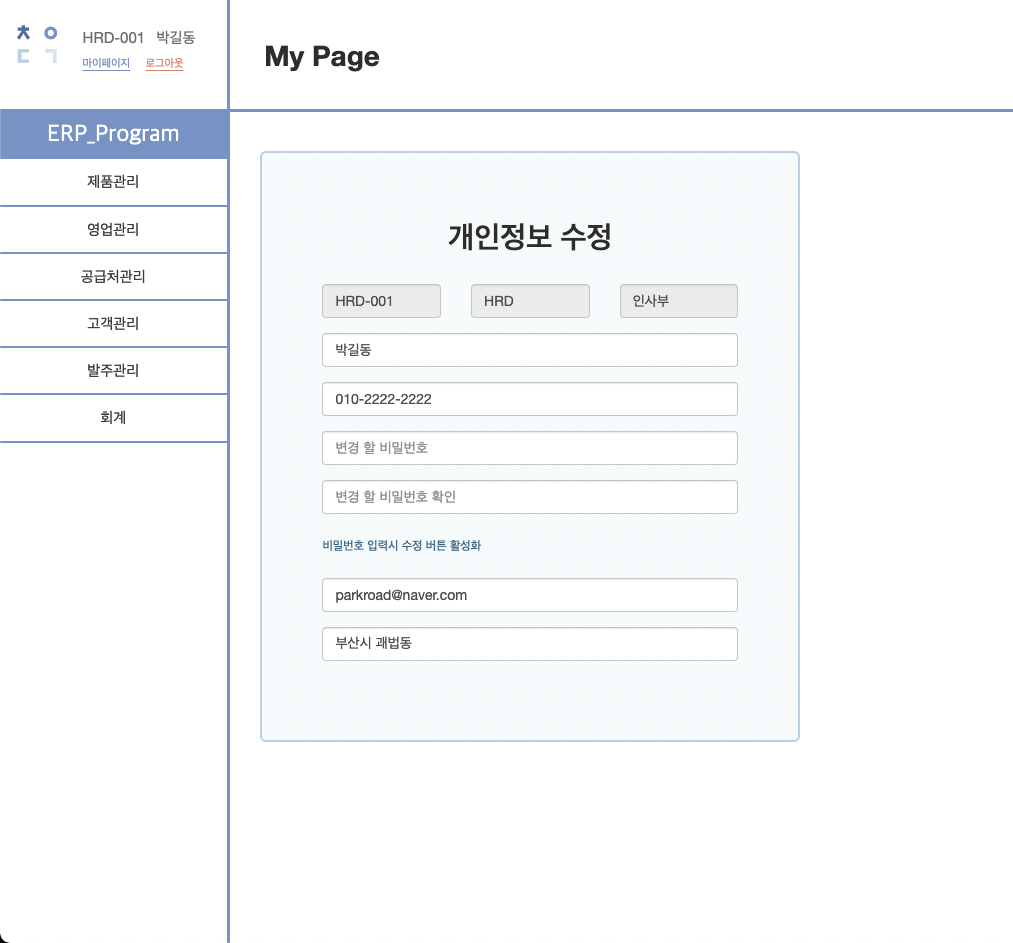 ㅊ ㅇ
ㄷ ㄱ
HRD-001 박길동
마이페이지 로그아웃
My Page
ERP_Program
제품관리
영업관리
공급처관리
고객관리
발주관리
회계
개인정보 수정
HRD-001 HRD 인사부
박길동
010-2222-2222
변경 할 비밀번호
변경 할 비밀번호 확인
비밀번호 입력시 수정 버튼 활성화
parkroad@naver.com
부산시 괘법동